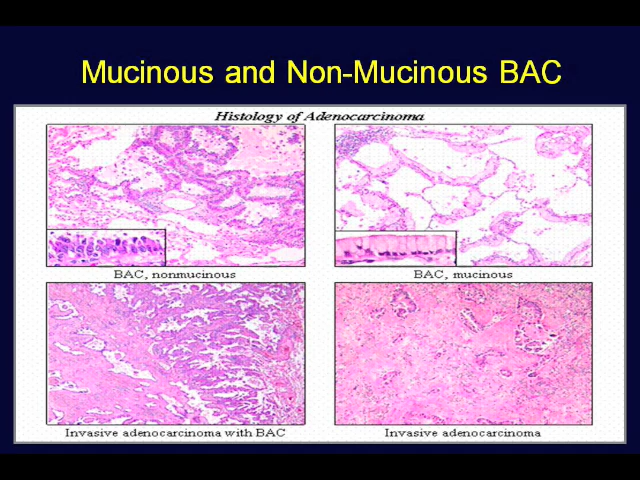 Mucinous and Non-Mucinous BAC
Histology of Adenocarcinoma
BAC, nonmucinous
BAC, mucinous
Invasive adenocarcinoma with BAC
Invasive adenocarcinoma